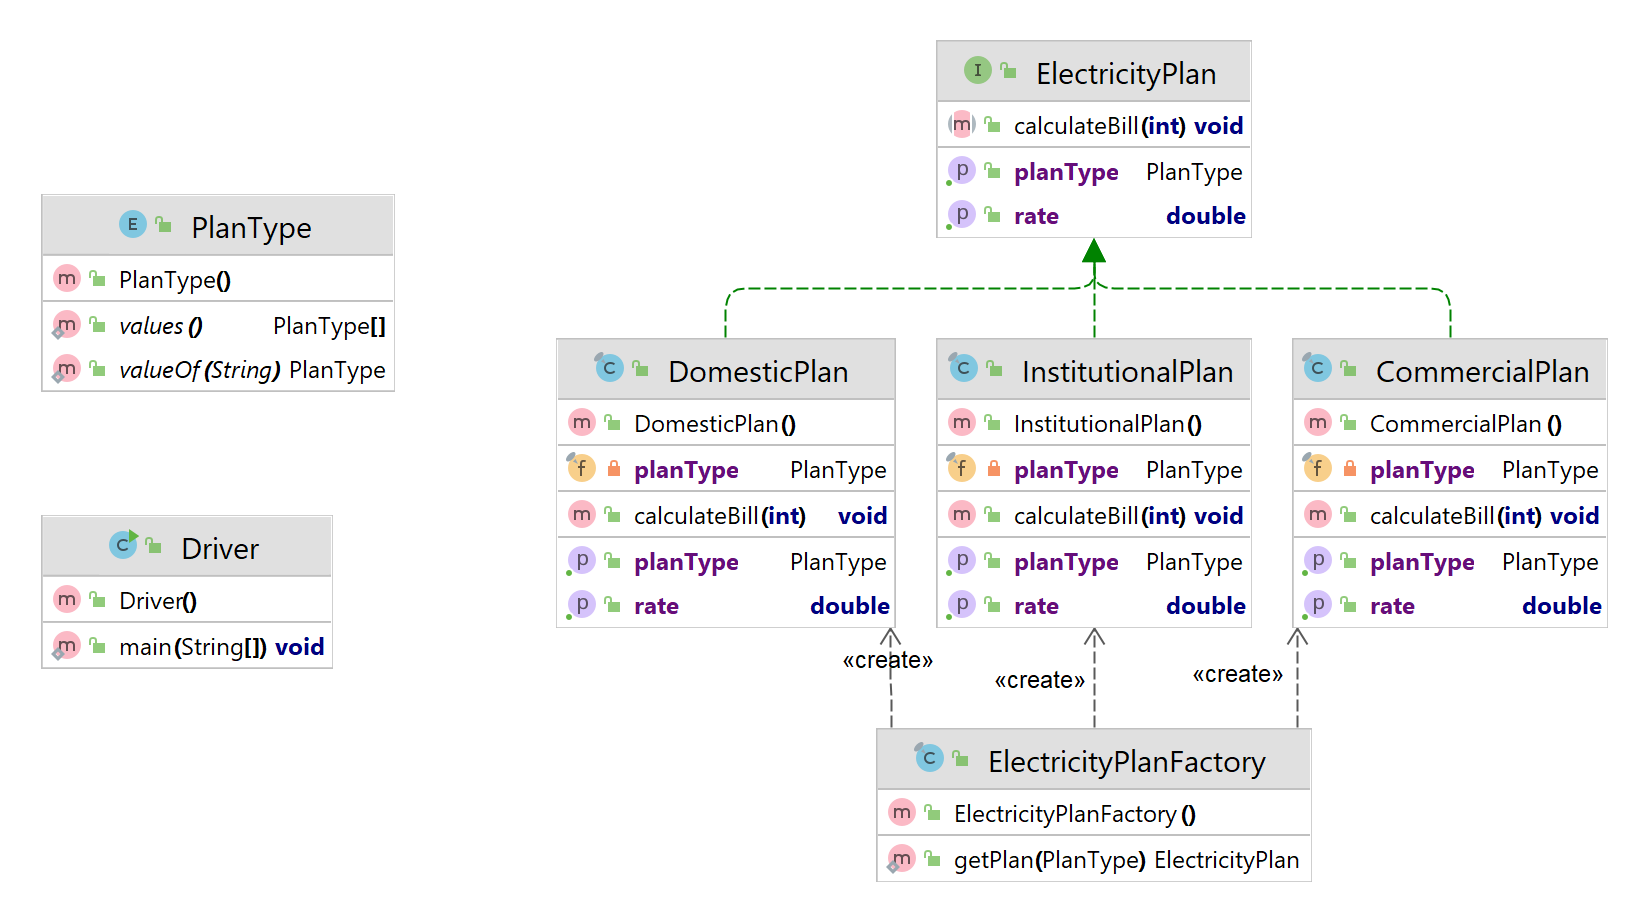 I ElectricityPlan
m calculateBill(int) void
p planType PlanType
p rate double
E PlanType
m PlanType()
m values() PlanType[]
m valueOf(String) PlanType
C DomesticPlan
m DomesticPlan()
f planType PlanType
m calculateBill(int) void
p planType PlanType
p rate double
C InstitutionalPlan
m InstitutionalPlan()
f planType PlanType
m calculateBill(int) void
p planType PlanType
p rate double
C CommercialPlan
m CommercialPlan()
f planType PlanType
m calculateBill(int) void
p planType PlanType
p rate double
C Driver
m Driver()
m main(String[]) void
«create»
«create»
«create»
C ElectricityPlanFactory
m ElectricityPlanFactory()
m getPlan(PlanType) ElectricityPlan